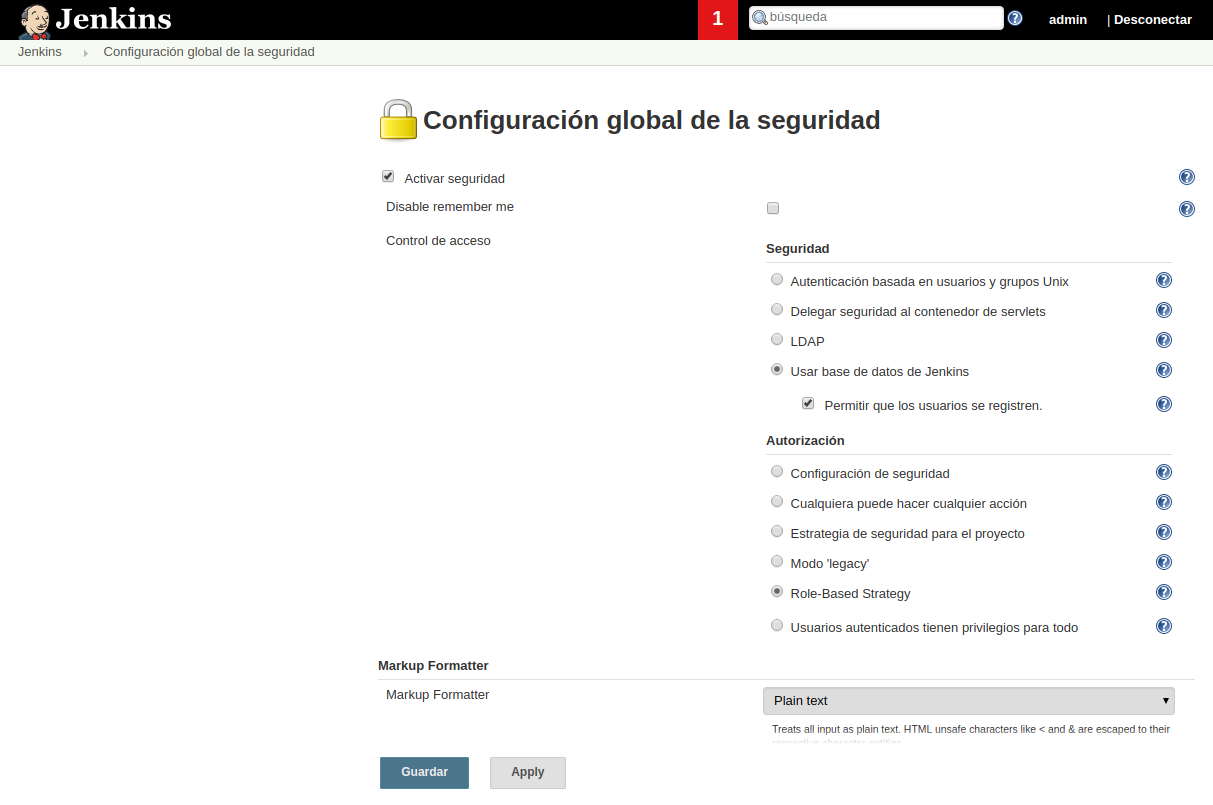 Jenkins
1
búsqueda
admin
| Desconectar
Jenkins
Configuración global de la seguridad
Configuración global de la seguridad
Activar seguridad
Disable remember me
Control de acceso
Seguridad
Autenticación basada en usuarios y grupos Unix
Delegar seguridad al contenedor de servlets
LDAP
Usar base de datos de Jenkins
Permitir que los usuarios se registren.
Autorización
Configuración de seguridad
Cualquiera puede hacer cualquier acción
Estrategia de seguridad para el proyecto
Modo 'legacy'
Role-Based Strategy
Usuarios autenticados tienen privilegios para todo
Markup Formatter
Markup Formatter
Plain text
Treats all input as plain text. HTML unsafe characters like < and & are escaped to their
respective character entities.
Guardar
Apply